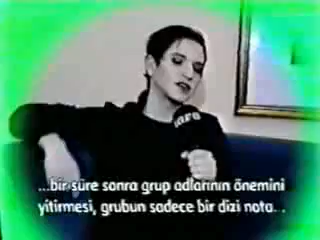 ...bir süre sonra grup adlarının önemini
yitirmesi, grubun sadece bir dizi nota...